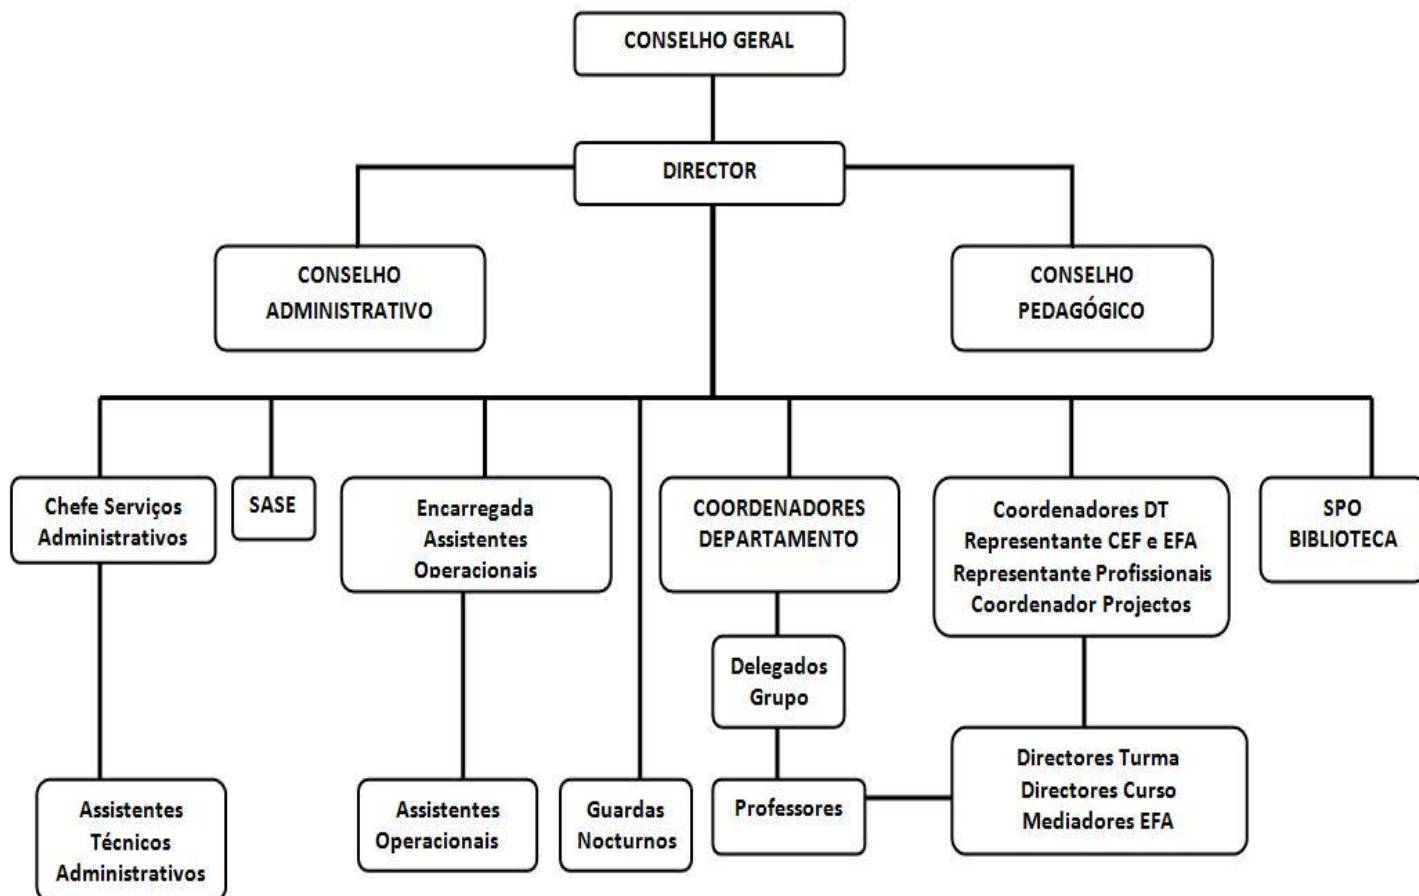 CONSELHO GERAL
DIRECTOR
CONSELHO
ADMINISTRATIVO
CONSELHO
PEDAGÓGICO
Chefe Serviços
Administrativos
SASE
Encarregada
Assistentes
Operacionais
COORDENADORES
DEPARTAMENTO
Coordenadores DT
Representante CEF e EFA
Representante Profissionais
Coordenador Projectos
SPO
BIBLIOTECA
Delegados
Grupo
Directores Turma
Directores Curso
Mediadores EFA
Assistentes
Técnicos
Administrativos
Assistentes
Operacionais
Guardas
Nocturnos
Professores